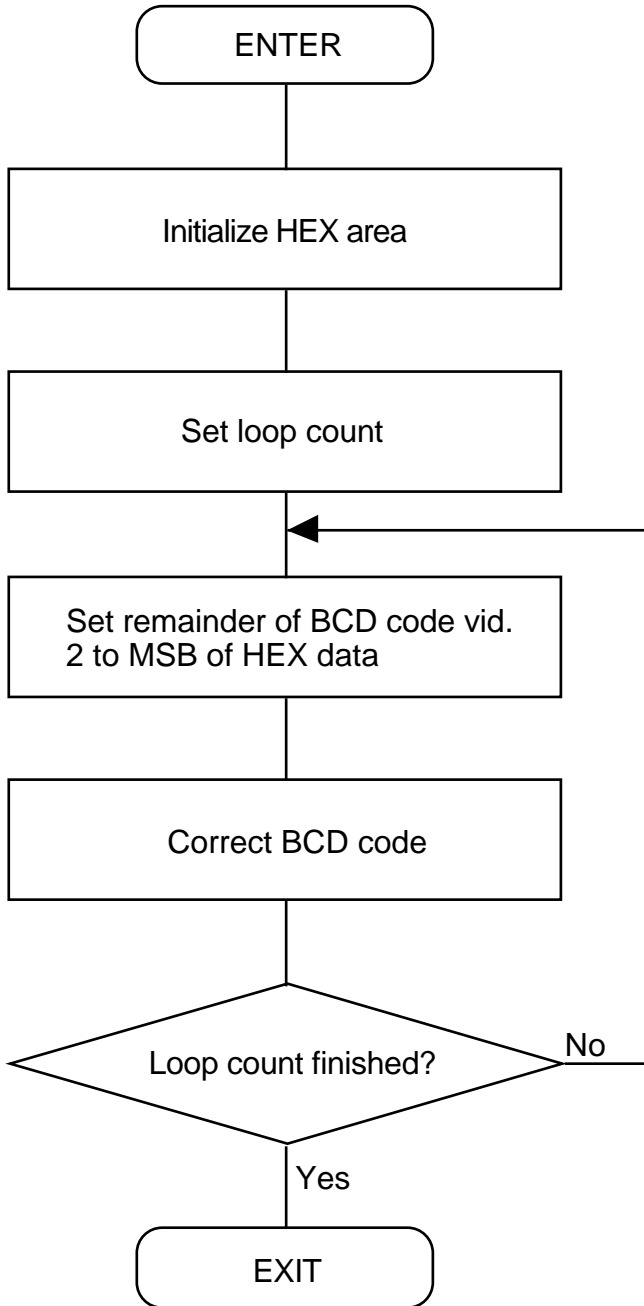 ENTER
Initialize HEX area
Set loop count
Set remainder of BCD code vid.
2 to MSB of HEX data
Correct BCD code
Loop count finished?
No
Yes
EXIT